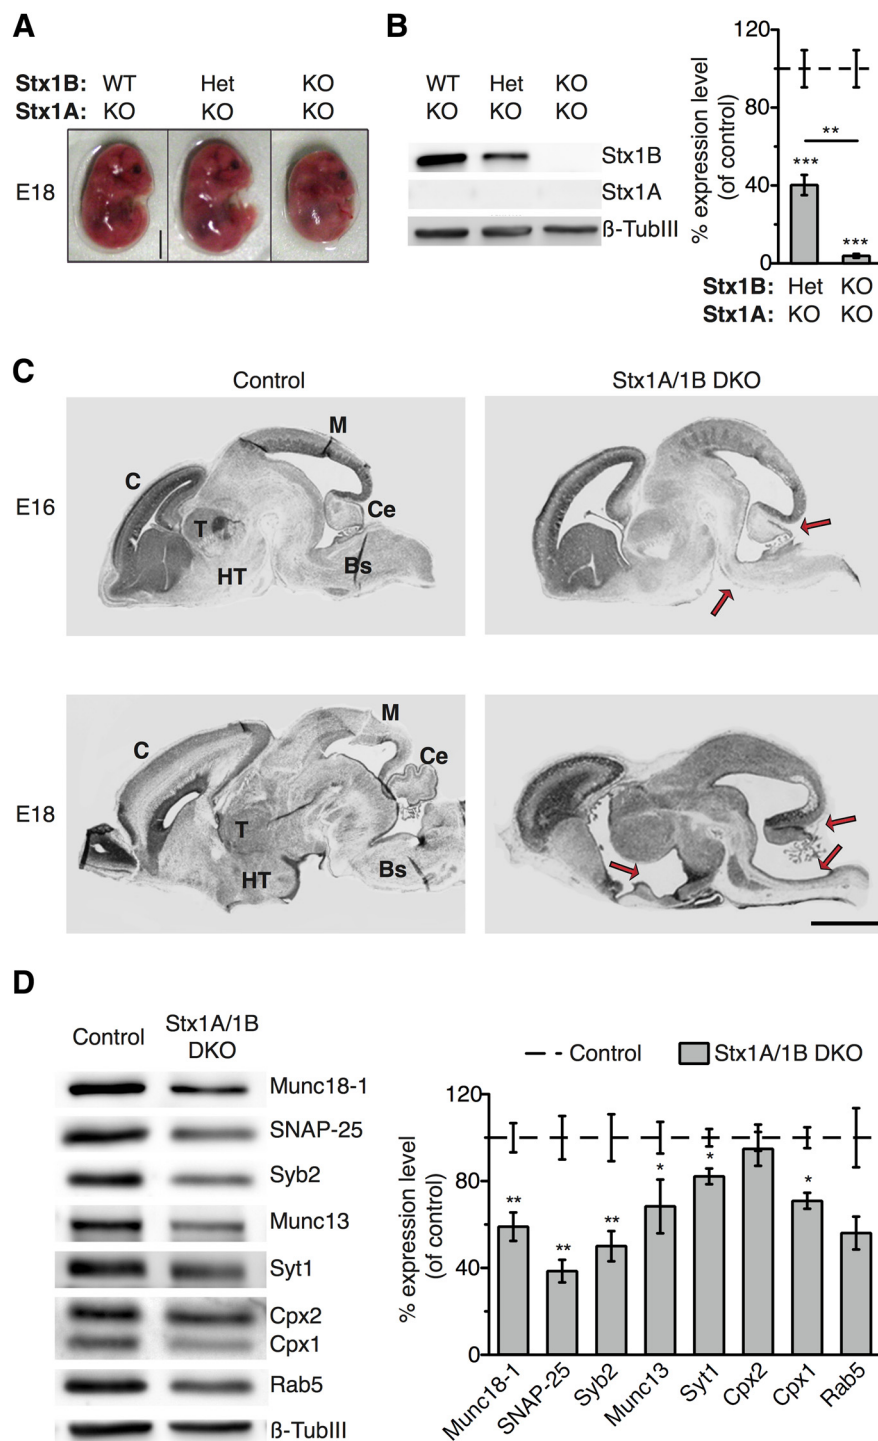 A
Stx1B: WT Het KO
Stx1A: KO KO KO
E18
B
WT Het KO
KO KO KO
Stx1B
Stx1A
ß-TubIII
% expression level
(of control)
120
80
40
0
**
***
***
Stx1B: Het KO
Stx1A: KO KO
C
Control
Stx1A/1B DKO
E16
C
M
T
Ce
HT
Bs
E18
C
M
Ce
T
HT
Bs
D
Control
Stx1A/1B
DKO
Munc18-1
SNAP-25
Syb2
Munc13
Syt1
Cpx2
Cpx1
Rab5
ß-TubIII
Control
Stx1A/1B DKO
% expression level
(of control)
120
80
40
0
**
**
**
*
*
*
Munc18-1
SNAP-25
Syb2
Munc13
Syt1
Cpx2
Cpx1
Rab5